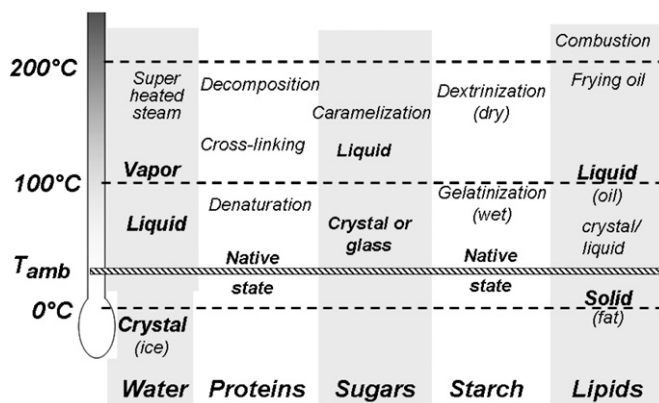 Combustion
200°C
Super
heated
steam
Decomposition
Dextrinization
(dry)
Frying oil
Caramelization
Cross-linking
Liquid
Vapor
Liquid
100°C
(oil)
Denaturation
Gelatinization
(wet)
Liquid
Crystal or
glass
crystal/
liquid
Native
Native
Tamb
state
state
Solid
0°C
(fat)
Crystal
(ice)
Water Proteins Sugars Starch Lipids